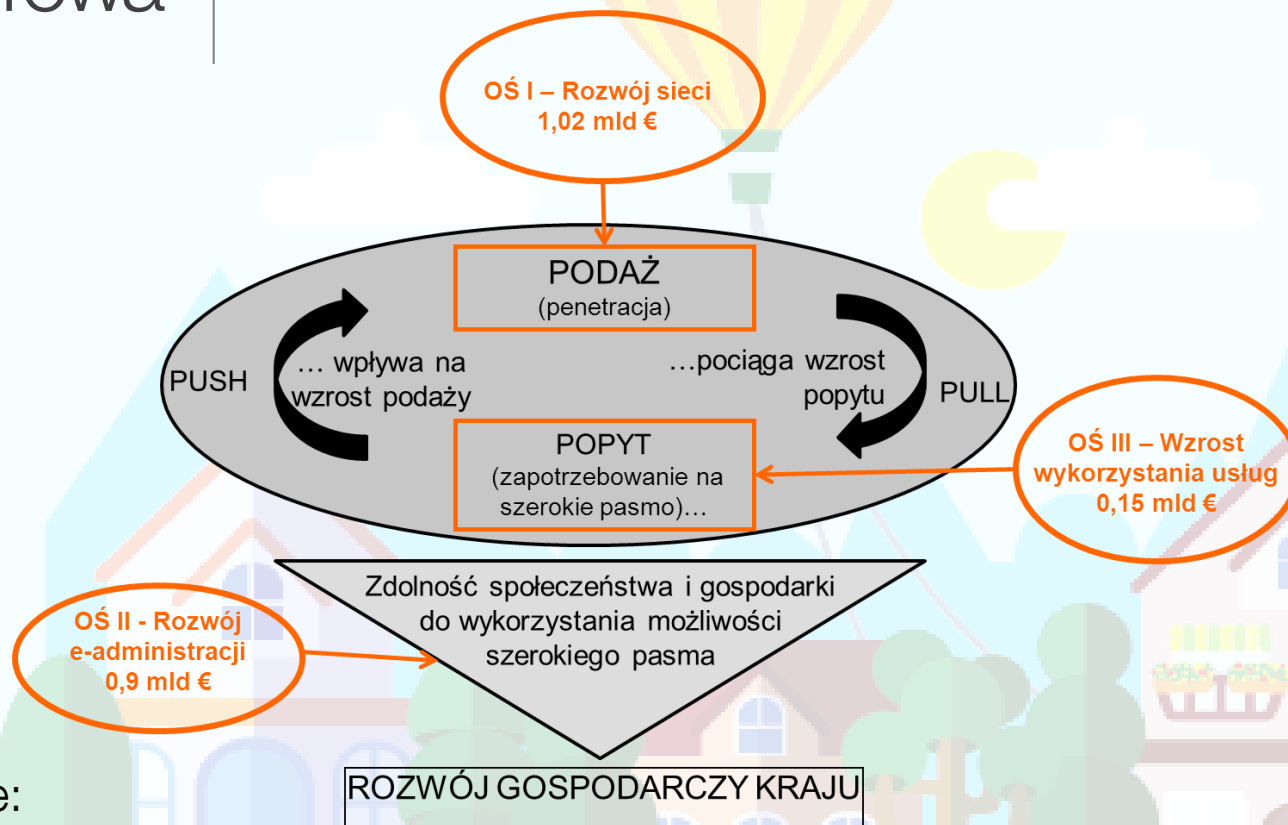 rowa
OŚ I – Rozwój sieci
1,02 mld €
PODAŻ
(penetracja)
PUSH
… wpływa na
wzrost podaży
…pociąga wzrost
popytu
PULL
POPYT
(zapotrzebowanie na
szerokie pasmo)…
OŚ III – Wzrost
wykorzystania usług
0,15 mld €
Zdolność społeczeństwa i gospodarki
do wykorzystania możliwości
szerokiego pasma
OŚ II - Rozwój
e-administracji
0,9 mld €
e:
ROZWÓJ GOSPODARCZY KRAJU